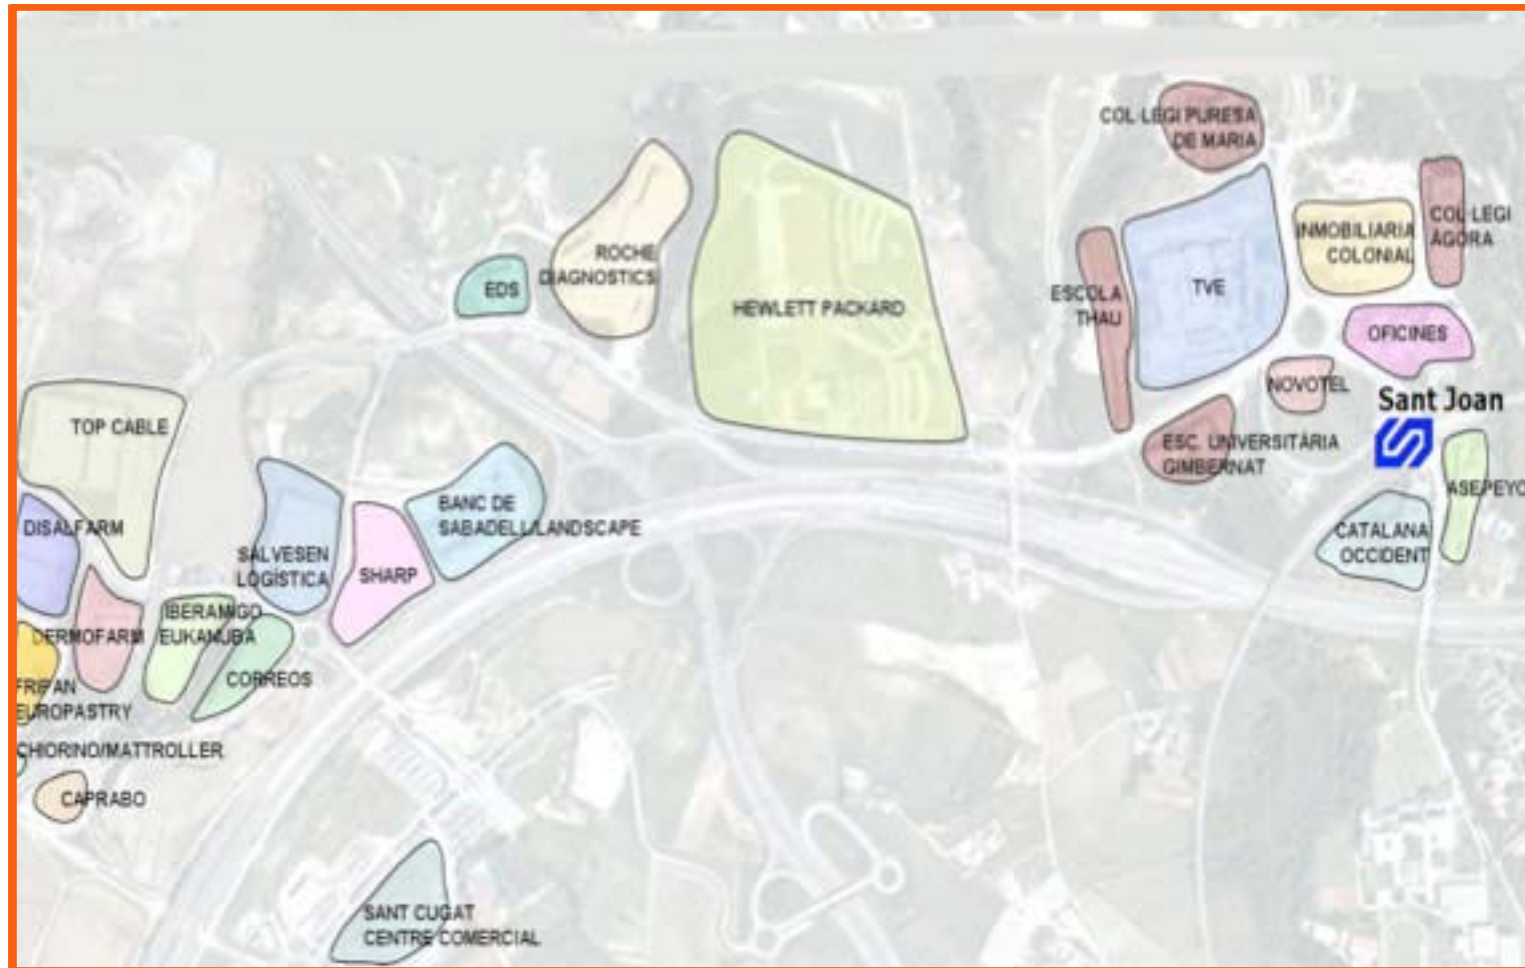 COL·LEGI PURESA
DE MARIA
COL·LEGI
ÀGORA
INMOBILIARIA
COLONIAL
ROCHE
DIAGNOSTICS
EDS
HEWLETT PACKARD
ESCOLA
THAU
TVE
OFICINES
NOVOTEL
Sant Joan
TOP CABLE
ESC. UNIVERSITÀRIA
GIMBERNAT
ASEPEYO
BANC DE
SABADELL/LANDSCAPE
DISALFARM
CATALANA
OCCIDENT
SALVESEN
LOGÍSTICA
SHARP
IBERAMIGO
EUKANUBA
DERMOFARM
CORREOS
FRIPAN
EUROPASTRY
CHIORINO/MATTROLLER
CAPRABO
SANT CUGAT
CENTRE COMERCIAL